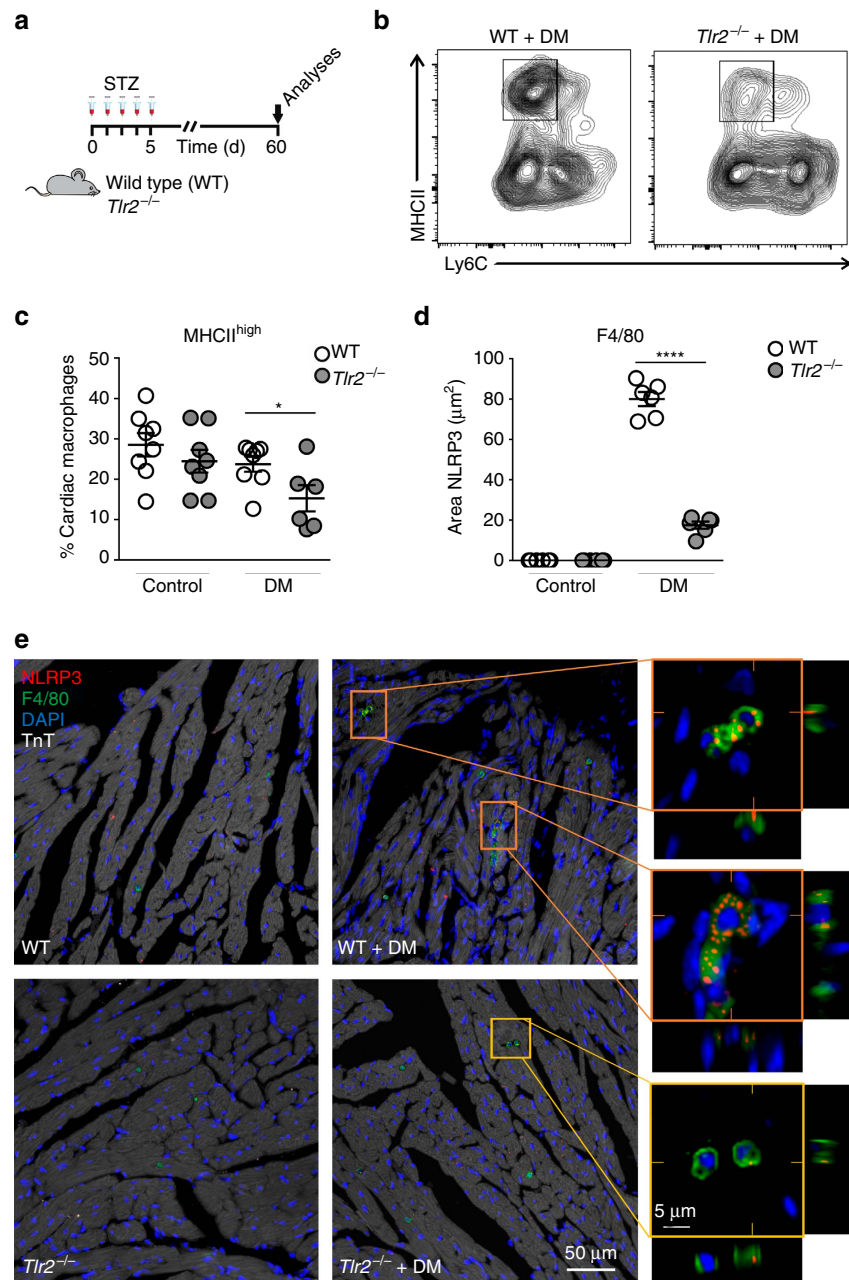 a
STZ
Analyses
0 5 Time (d) 60
Wild type (WT)
Tlr2−/−
b
WT + DM
Tlr2−/− + DM
MHCII
Ly6C
c
MHCIIhigh
WT
Tlr2−/−
% Cardiac macrophages
50
40
30
20
10
0
*
Control
DM
d
F4/80
WT
Tlr2−/−
Area NLRP3 (μm2)
100
80
60
40
20
0
****
Control
DM
e
NLRP3
F4/80
DAPI
TnT
WT
WT + DM
Tlr2−/−
Tlr2−/− + DM
50 μm
5 μm